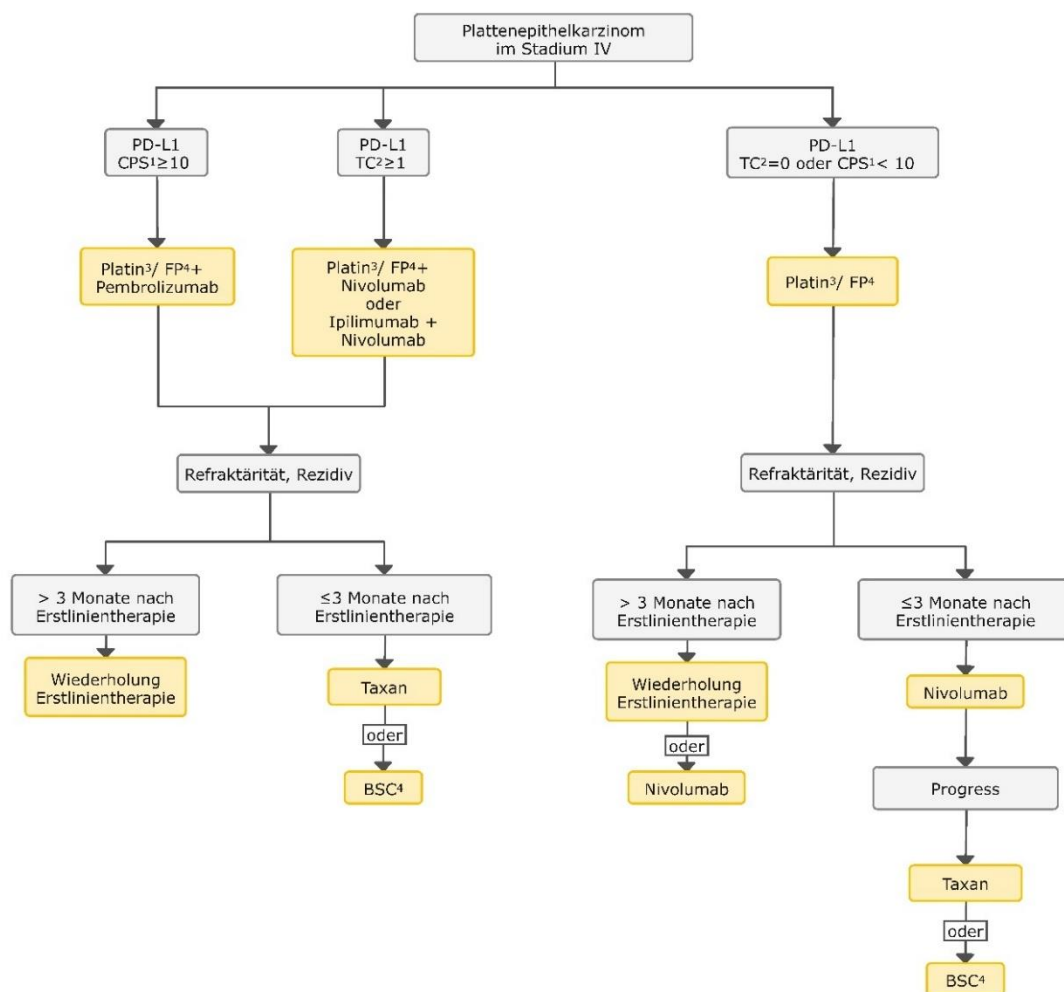 Plattenepithelkarzinom
im Stadium IV
PD-L1
CPS¹≥10
PD-L1
TC²≥1
PD-L1
TC²=0 oder CPS¹< 10
Platin³/ FP⁴+
Pembrolizumab
Platin³/ FP⁴+
Nivolumab
oder
Ipilimumab +
Nivolumab
Platin³/ FP⁴
Refraktärität, Rezidiv
Refraktärität, Rezidiv
> 3 Monate nach
Erstlinientherapie
≤3 Monate nach
Erstlinientherapie
> 3 Monate nach
Erstlinientherapie
≤3 Monate nach
Erstlinientherapie
Wiederholung
Erstlinientherapie
Taxan
oder
BSC⁴
Wiederholung
Erstlinientherapie
oder
Nivolumab
Nivolumab
Progress
Taxan
oder
BSC⁴